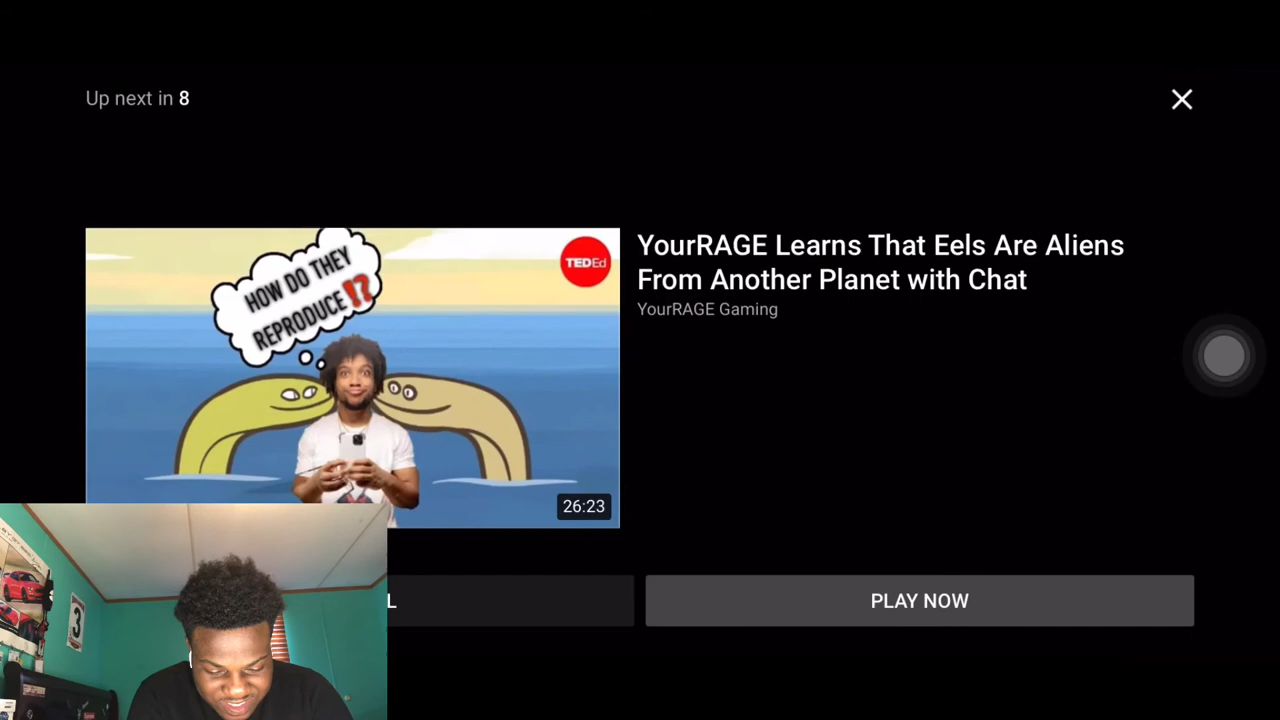 Up next in 8
HOW DO THEY
REPRODUCE⁉
TEDEd
26:23
YourRAGE Learns That Eels Are Aliens
From Another Planet with Chat
YourRAGE Gaming
L
PLAY NOW
3